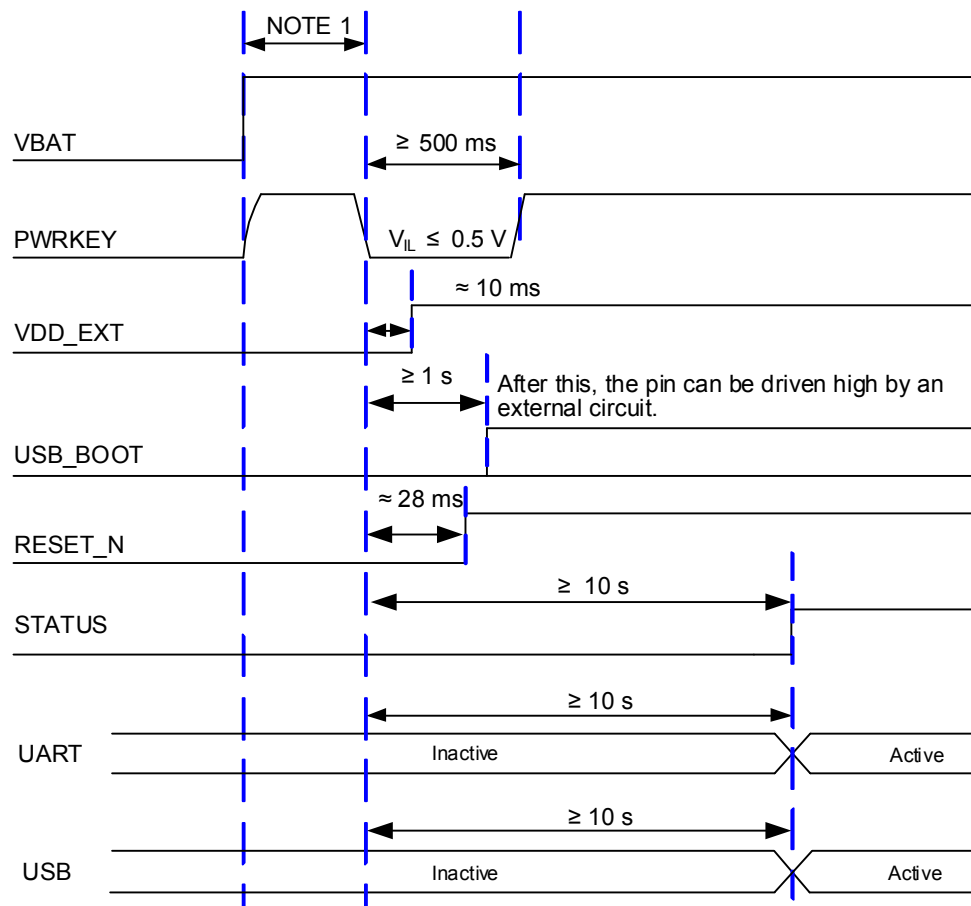 NOTE 1
VBAT
≥ 500 ms
PWRKEY
VIL ≤ 0.5 V
≈ 10 ms
VDD_EXT
≥ 1 s
After this, the pin can be driven high by an
external circuit.
USB_BOOT
≈ 28 ms
RESET_N
≥ 10 s
STATUS
≥ 10 s
UART
Inactive
Active
≥ 10 s
USB
Inactive
Active